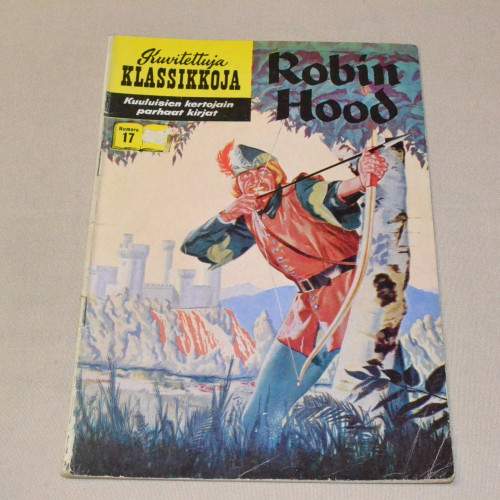 Kuvitettuja
KLASSIKKOJA
Kuuluisien kertojain
parhaat kirjat
Numero
17
Robin
Hood